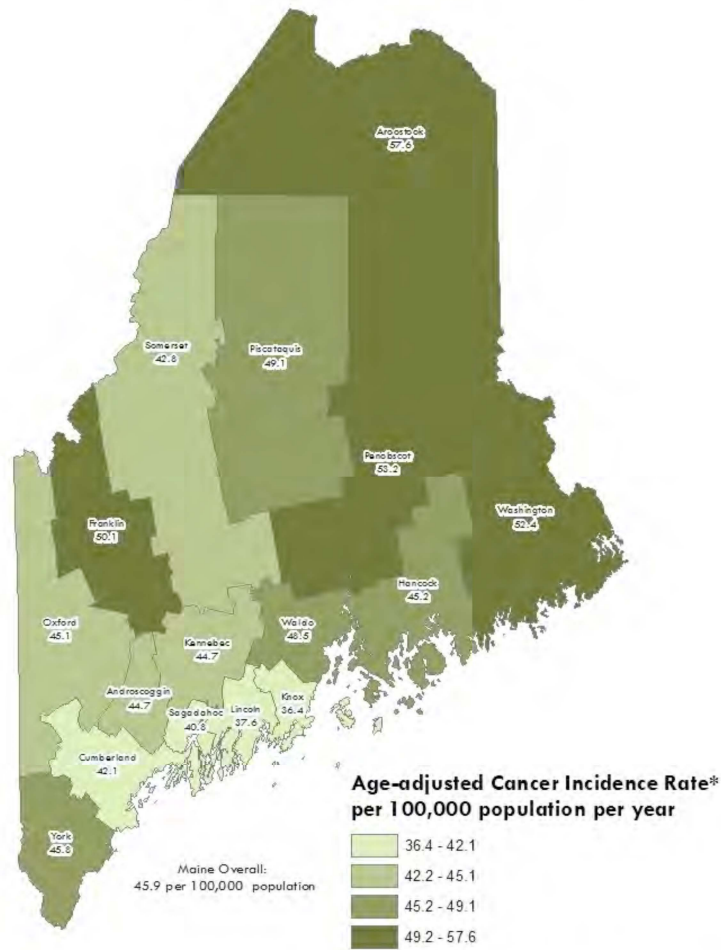 Aroostook
57.6
Somerset
42.8
Piscataquis
49.1
Penobscot
53.2
Washington
52.4
Franklin
50.1
Hancock
45.2
Oxford
45.1
Waldo
48.5
Kennebec
44.7
Androscoggin
44.7
Sagadahoc
40.8
Lincoln
37.6
Knox
36.4
Cumberland
42.1
York
45.8
Maine Overall:
45.9 per 100,000 population
Age-adjusted Cancer Incidence Rate*
per 100,000 population per year
36.4 - 42.1
42.2 - 45.1
45.2 - 49.1
49.2 - 57.6